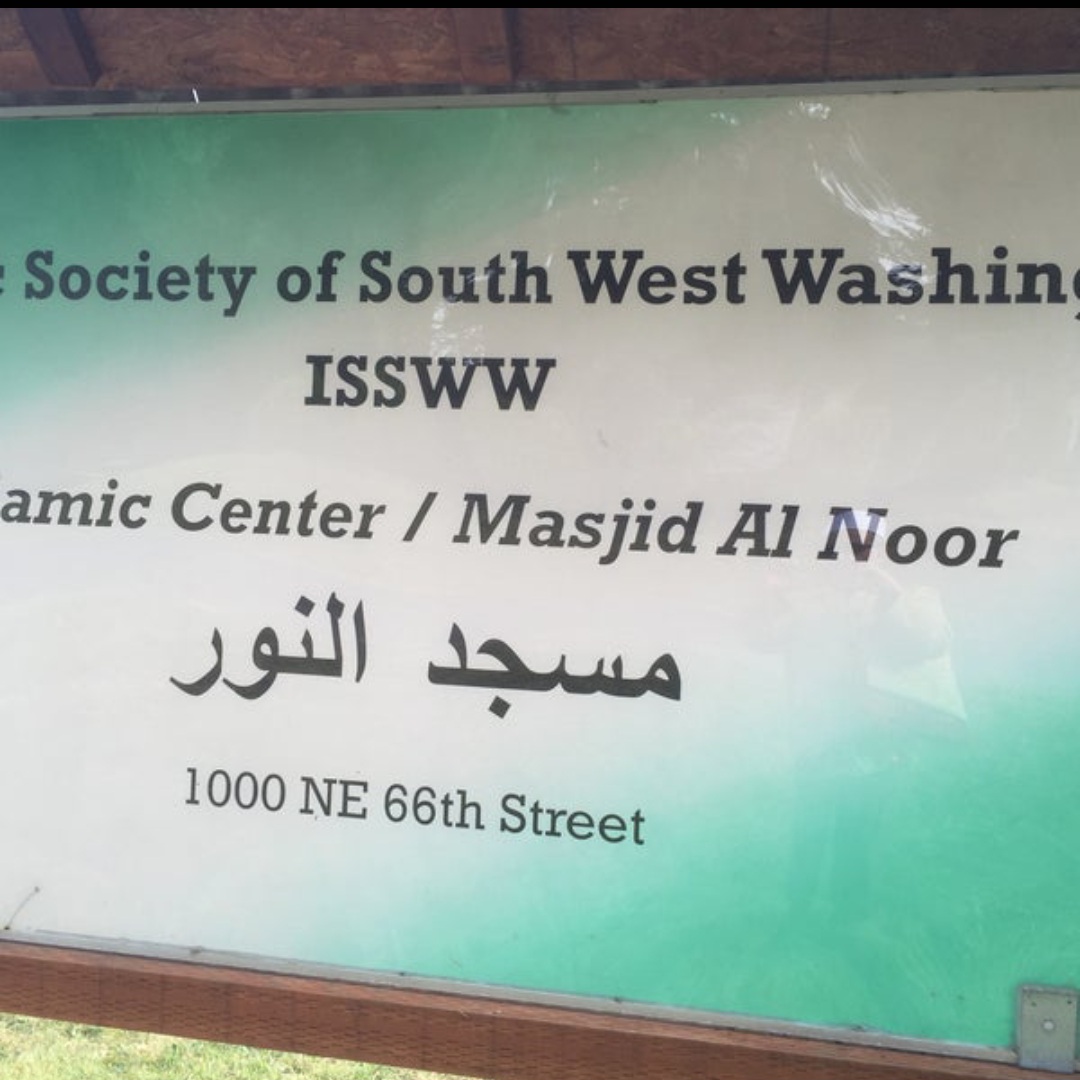 c Society of South West Washing
ISSWW
amic Center / Masjid Al Noor
مسجد النور
1000 NE 66th Street